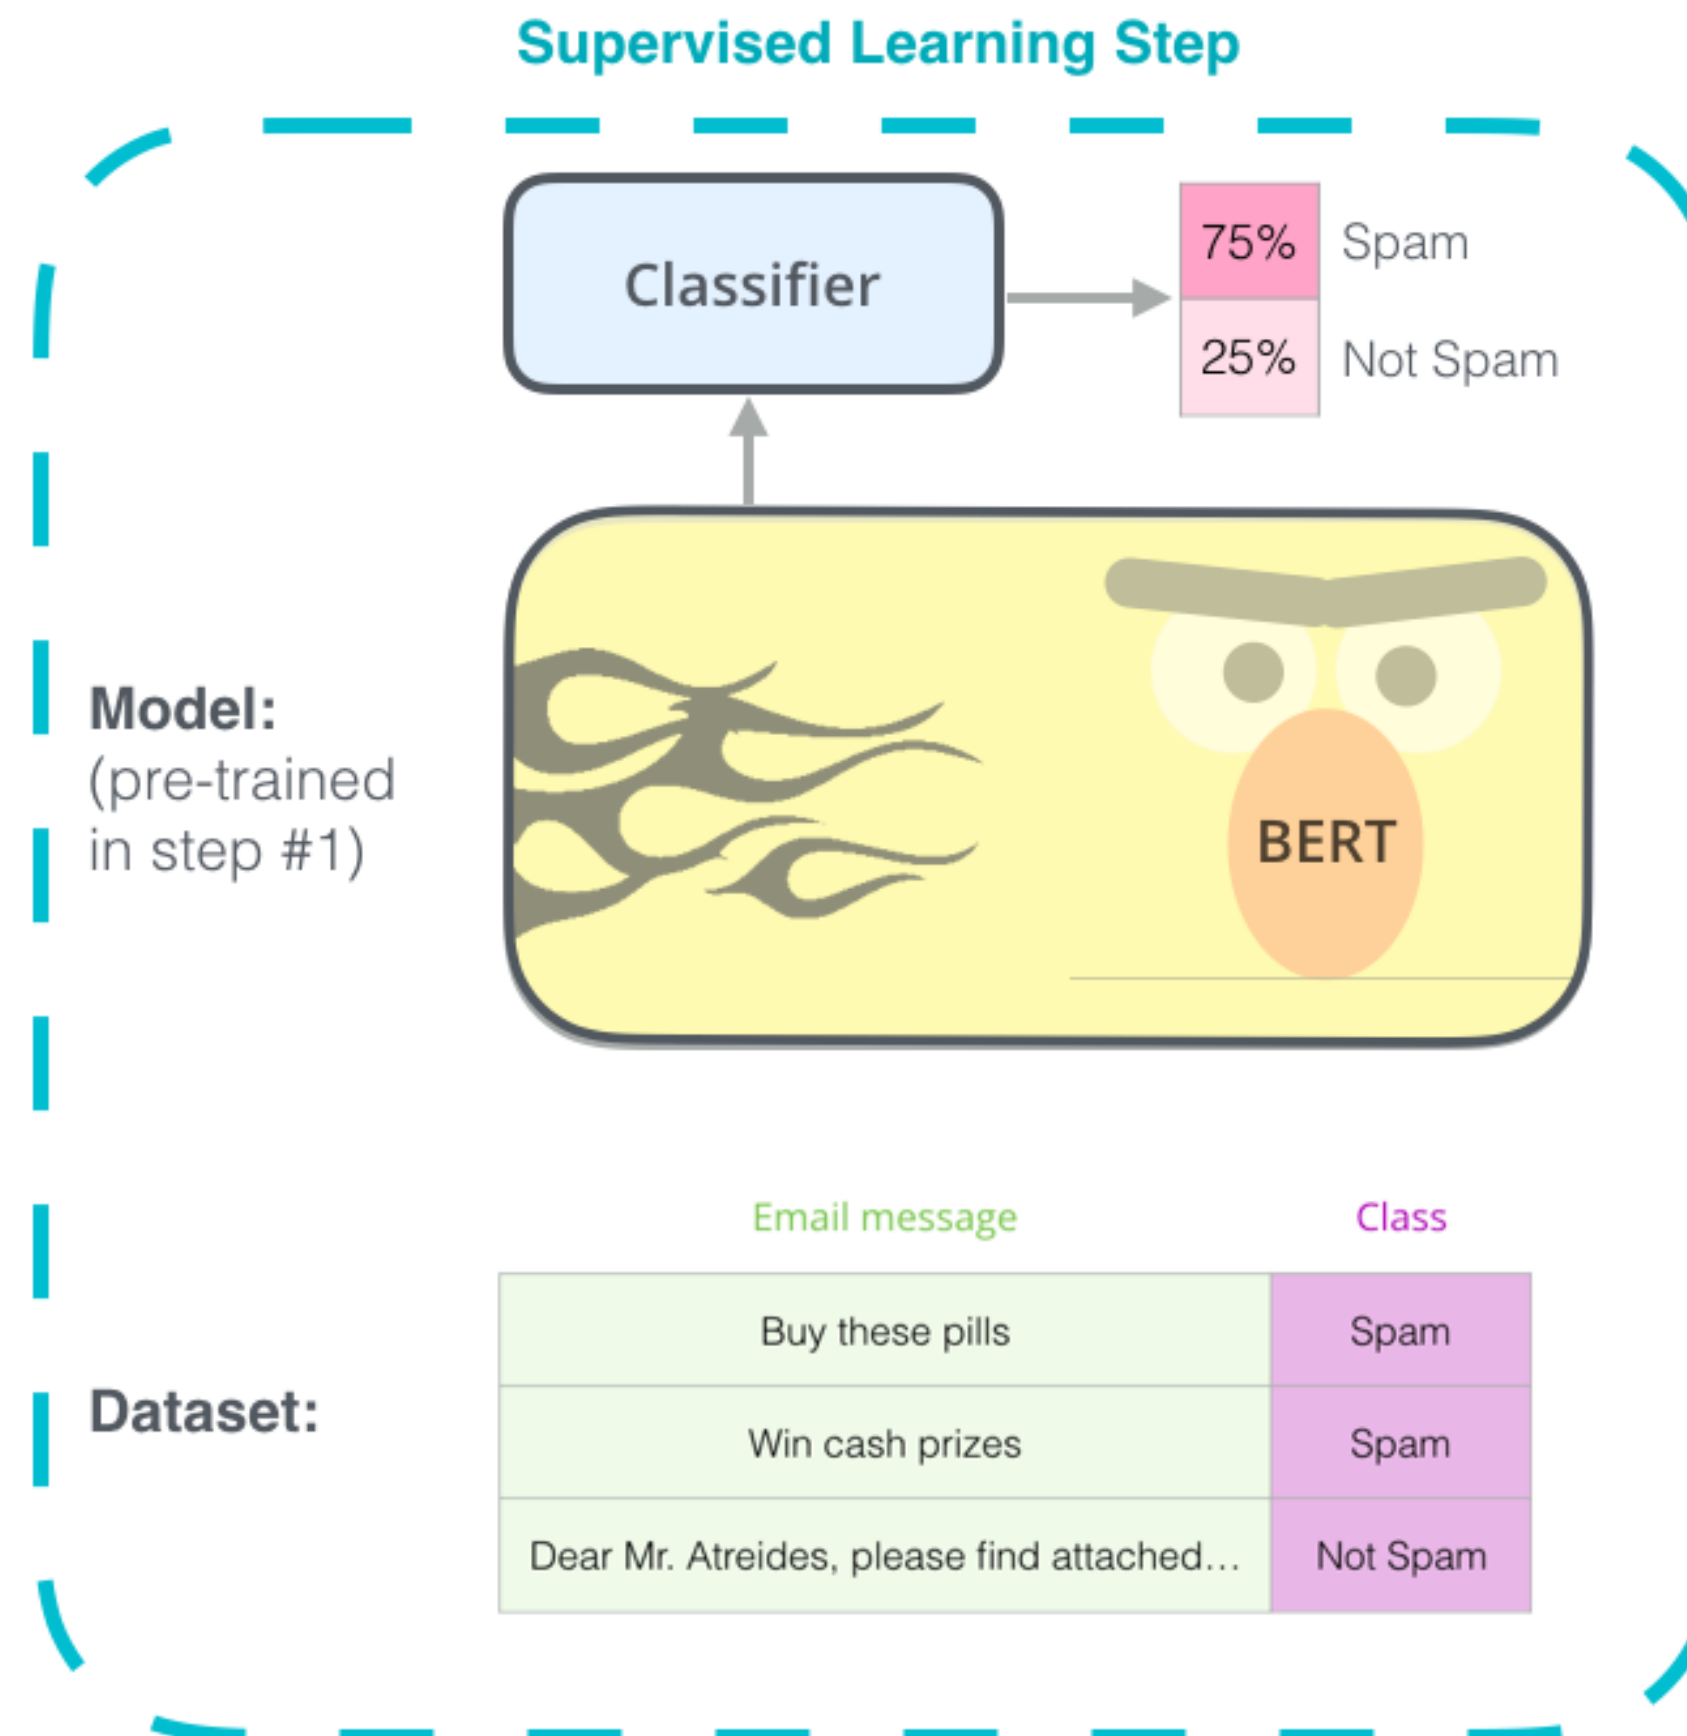 Supervised Learning Step
Classifier
75% Spam
25% Not Spam
Model:
(pre-trained
in step #1)
BERT
Email message Class
Buy these pills Spam
Win cash prizes Spam
Dataset:
Dear Mr. Atreides, please find attached... Not Spam